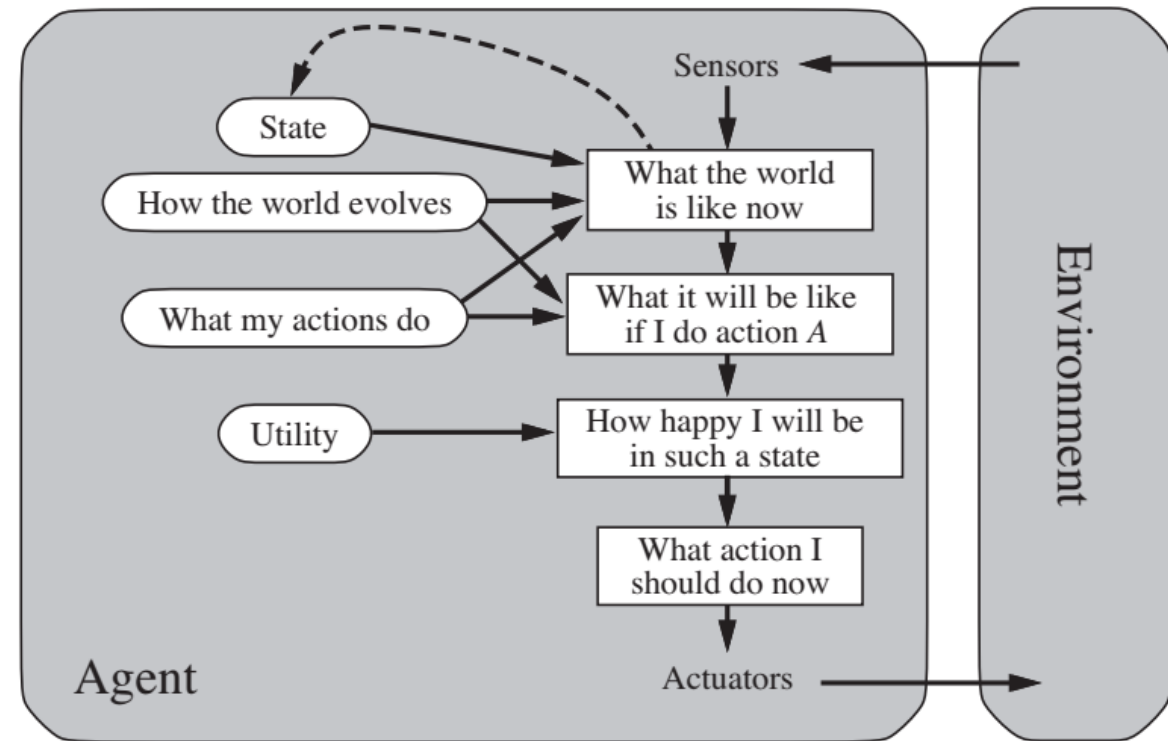 Sensors
State
What the world
is like now
How the world evolves
What it will be like
if I do action A
What my actions do
How happy I will be
in such a state
Utility
What action I
should do now
Agent
Actuators
Environment